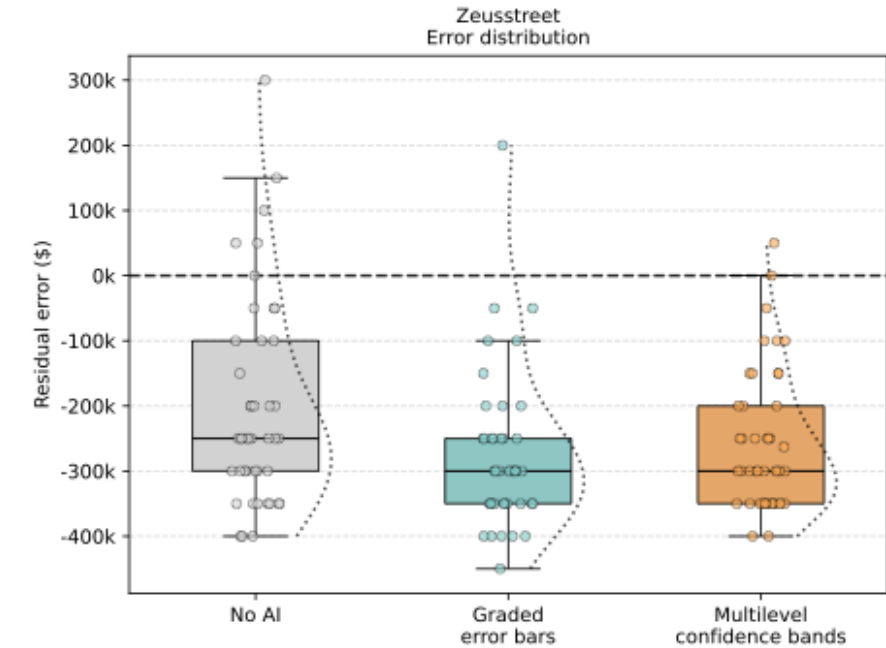 Zeusstreet
Error distribution
Residual error ($)
300k
200k
100k
0k
-100k
-200k
-300k
-400k
No AI
Graded
error bars
Multilevel
confidence bands